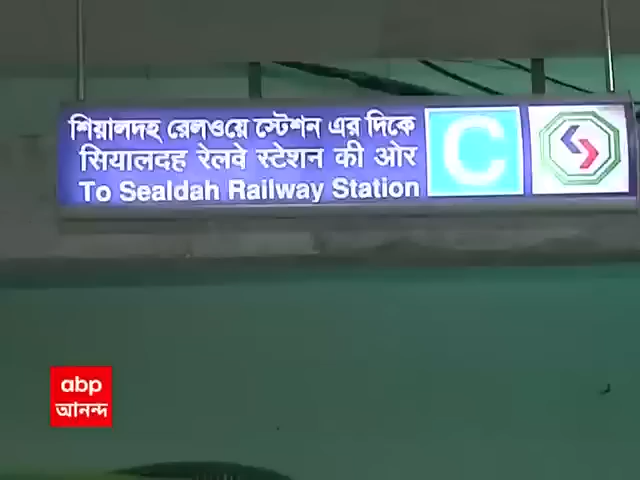 শিয়ালদহ রেলওয়ে স্টেশন এর দিকে
सियालदह रेलवे स्टेशन की ओर
To Sealdah Railway Station
C
abp
আনন্দ